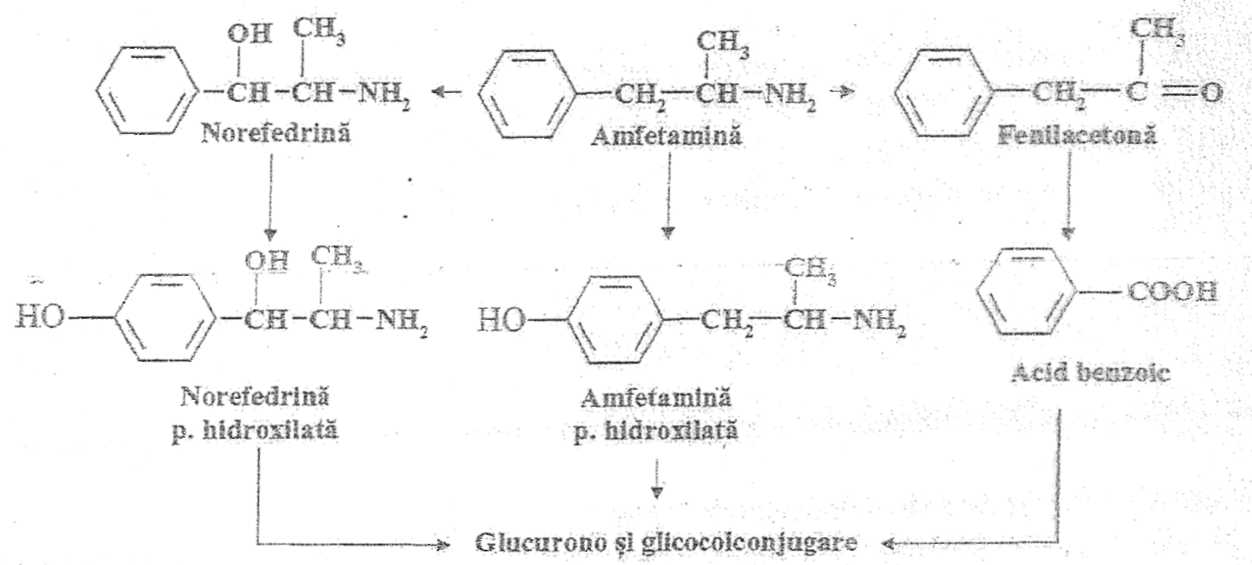 OH CH3 CH3 CH3
CH-CH-NH2 CH2-CH-NH2 CH2-C=O
Norefedrină Amfetamină Fenilacetonă
OH CH3 CH3
HO CH-CH-NH2 HO CH2-CH-NH2 COOH
Acid benzoic
Norefedrină Amfetamină
p. hidroxilată p. hidroxilată
Glucurono și glicocolconjugare